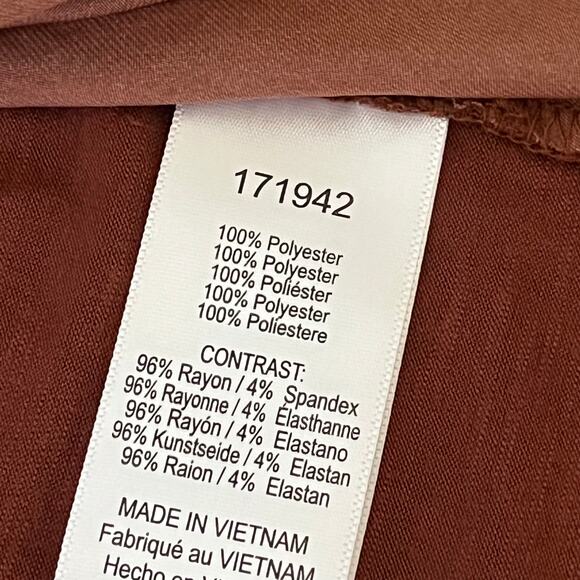 171942
100% Polyester
100% Polyester
100% Poliéster
100% Polyester
100% Poliestere
CONTRAST:
96% Rayon / 4% Spandex
96% Rayonne / 4% Élasthanne
96% Rayón / 4% Elastano
96% Kunstseide / 4% Elastan
96% Raion / 4% Elastan
MADE IN VIETNAM
Fabriqué au VIETNAM
Hecho en